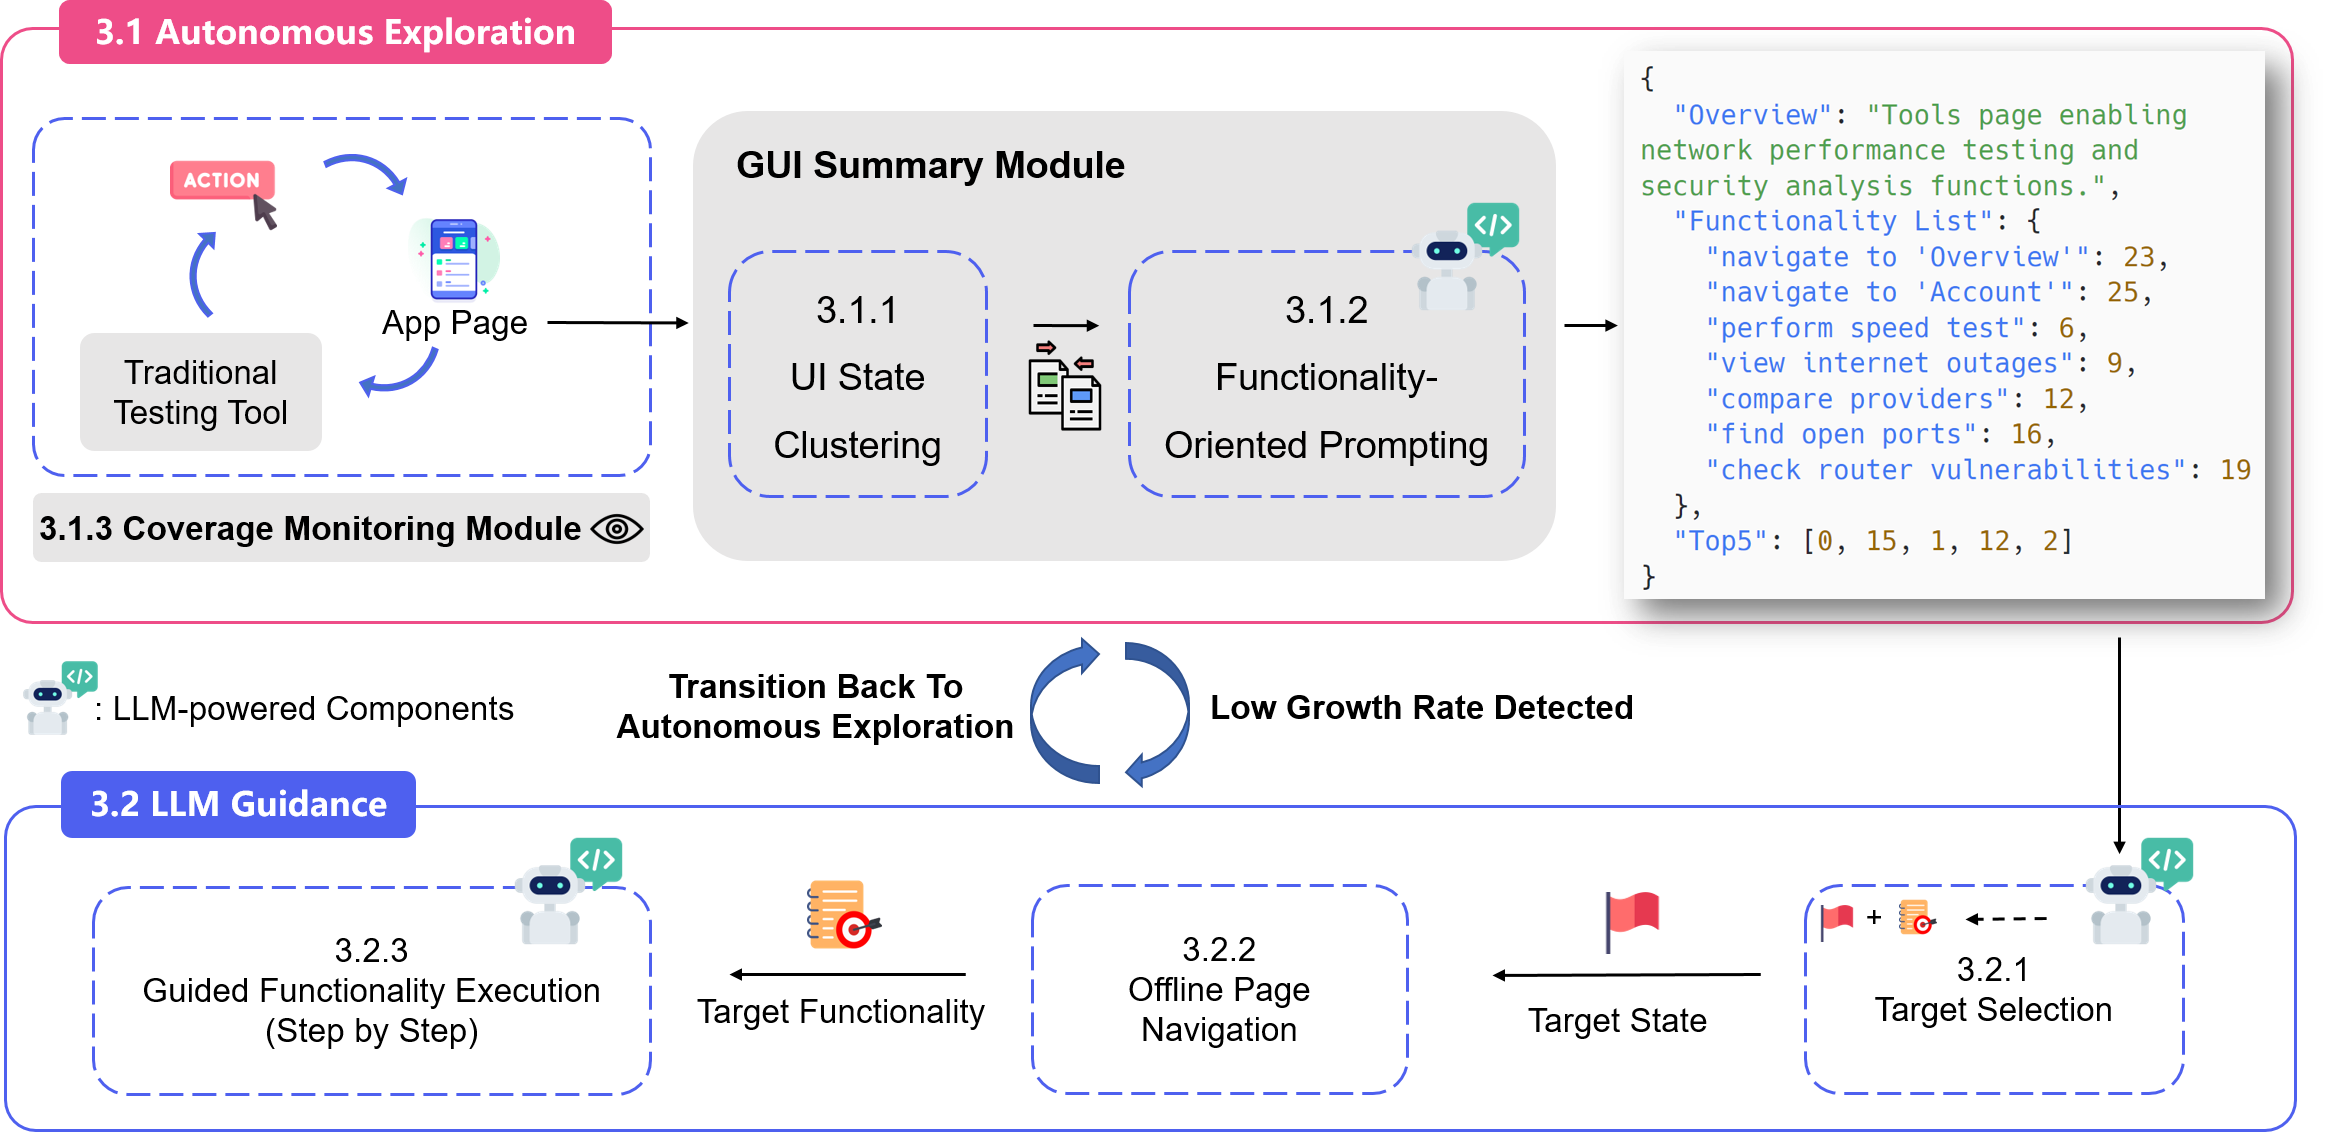 3.1 Autonomous Exploration
ACTION
App Page
Traditional
Testing Tool
3.1.3 Coverage Monitoring Module
GUI Summary Module
</>
3.1.1
UI State
Clustering
3.1.2
Functionality-
Oriented Prompting
{
"Overview": "Tools page enabling
network performance testing and
security analysis functions.",
"Functionality List": {
"navigate to 'Overview'": 23,
"navigate to 'Account'": 25,
"perform speed test": 6,
"view internet outages": 9,
"compare providers": 12,
"find open ports": 16,
"check router vulnerabilities": 19
},
"Top5": [0, 15, 1, 12, 2]
}
</>
: LLM-powered Components
Transition Back To
Autonomous Exploration
Low Growth Rate Detected
3.2 LLM Guidance
</>
3.2.3
Guided Functionality Execution
(Step by Step)
Target Functionality
3.2.2
Offline Page
Navigation
Target State
</>
+
3.2.1
Target Selection